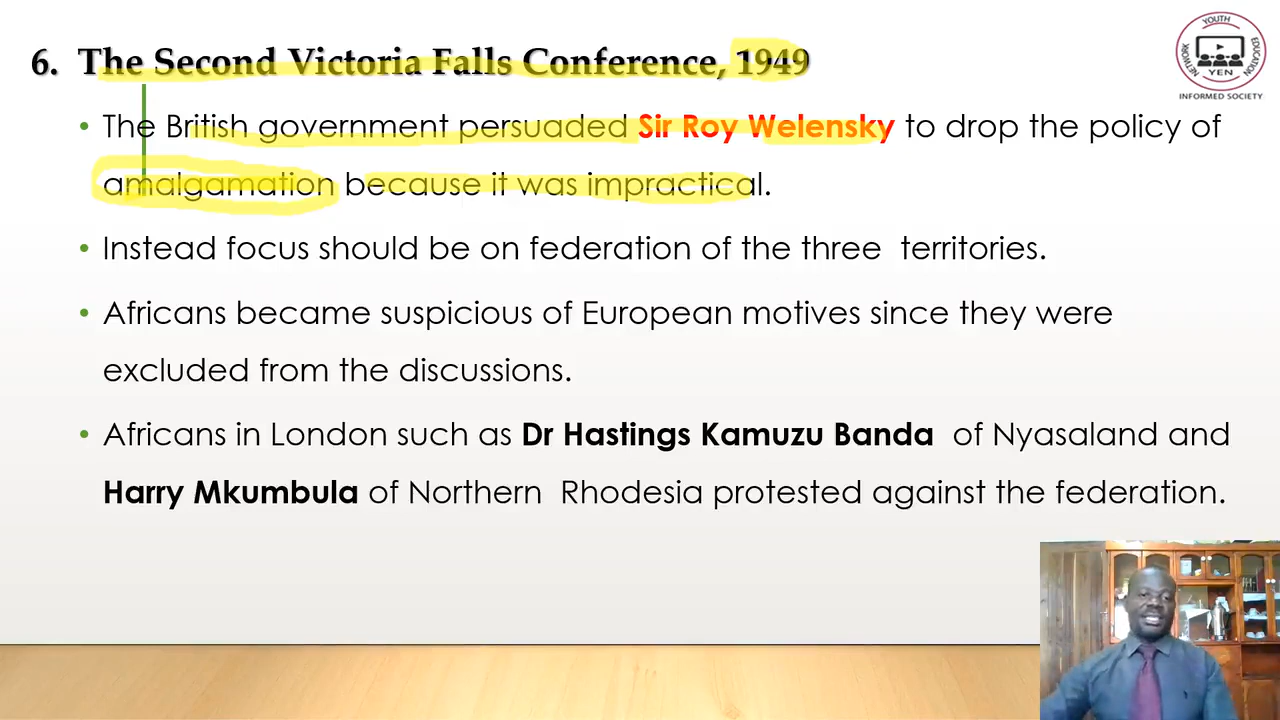 6. The Second Victoria Falls Conference, 1949
• The British government persuaded Sir Roy Welensky to drop the policy of
amalgamation because it was impractical.
• Instead focus should be on federation of the three territories.
• Africans became suspicious of European motives since they were
excluded from the discussions.
• Africans in London such as Dr Hastings Kamuzu Banda of Nyasaland and
Harry Mkumbula of Northern Rhodesia protested against the federation.
YOUTH
EDUCATION
NETWORK
YEN
INFORMED SOCIETY